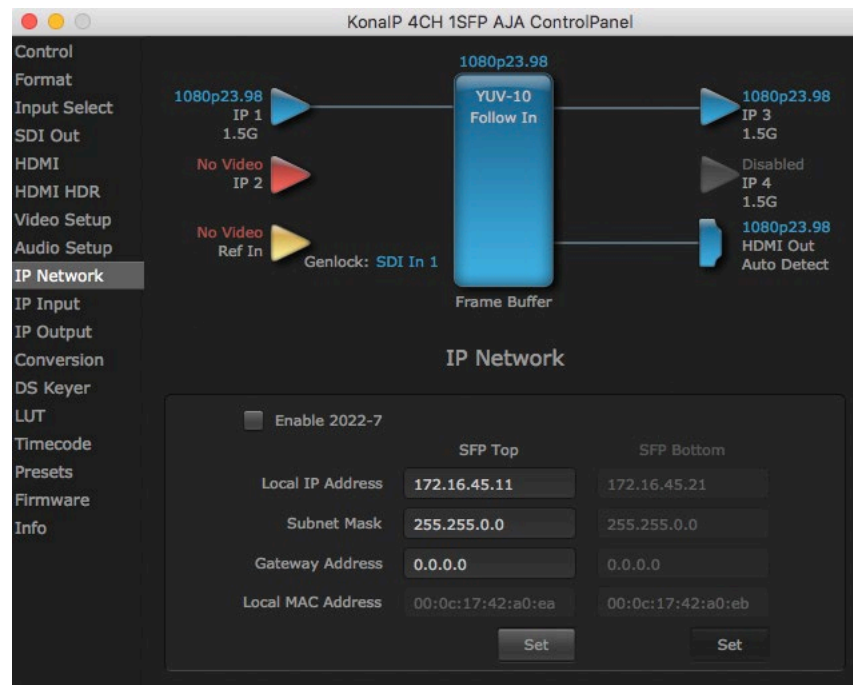 KonaIP 4CH 1SFP AJA ControlPanel
Control
Format
Input Select
SDI Out
HDMI
HDMI HDR
Video Setup
Audio Setup
IP Network
IP Input
IP Output
Conversion
DS Keyer
LUT
Timecode
Presets
Firmware
Info
1080p23.98
1080p23.98
IP 1
1.5G
YUV-10
Follow In
1080p23.98
IP 3
1.5G
No Video
IP 2
Disabled
IP 4
1.5G
No Video
Ref In
Genlock: SDI In 1
1080p23.98
HDMI Out
Auto Detect
Frame Buffer
IP Network
Enable 2022-7
SFP Top SFP Bottom
Local IP Address 172.16.45.11 172.16.45.21
Subnet Mask 255.255.0.0 255.255.0.0
Gateway Address 0.0.0.0 0.0.0.0
Local MAC Address 00:0c:17:42:a0:ea 00:0c:17:42:a0:eb
Set Set